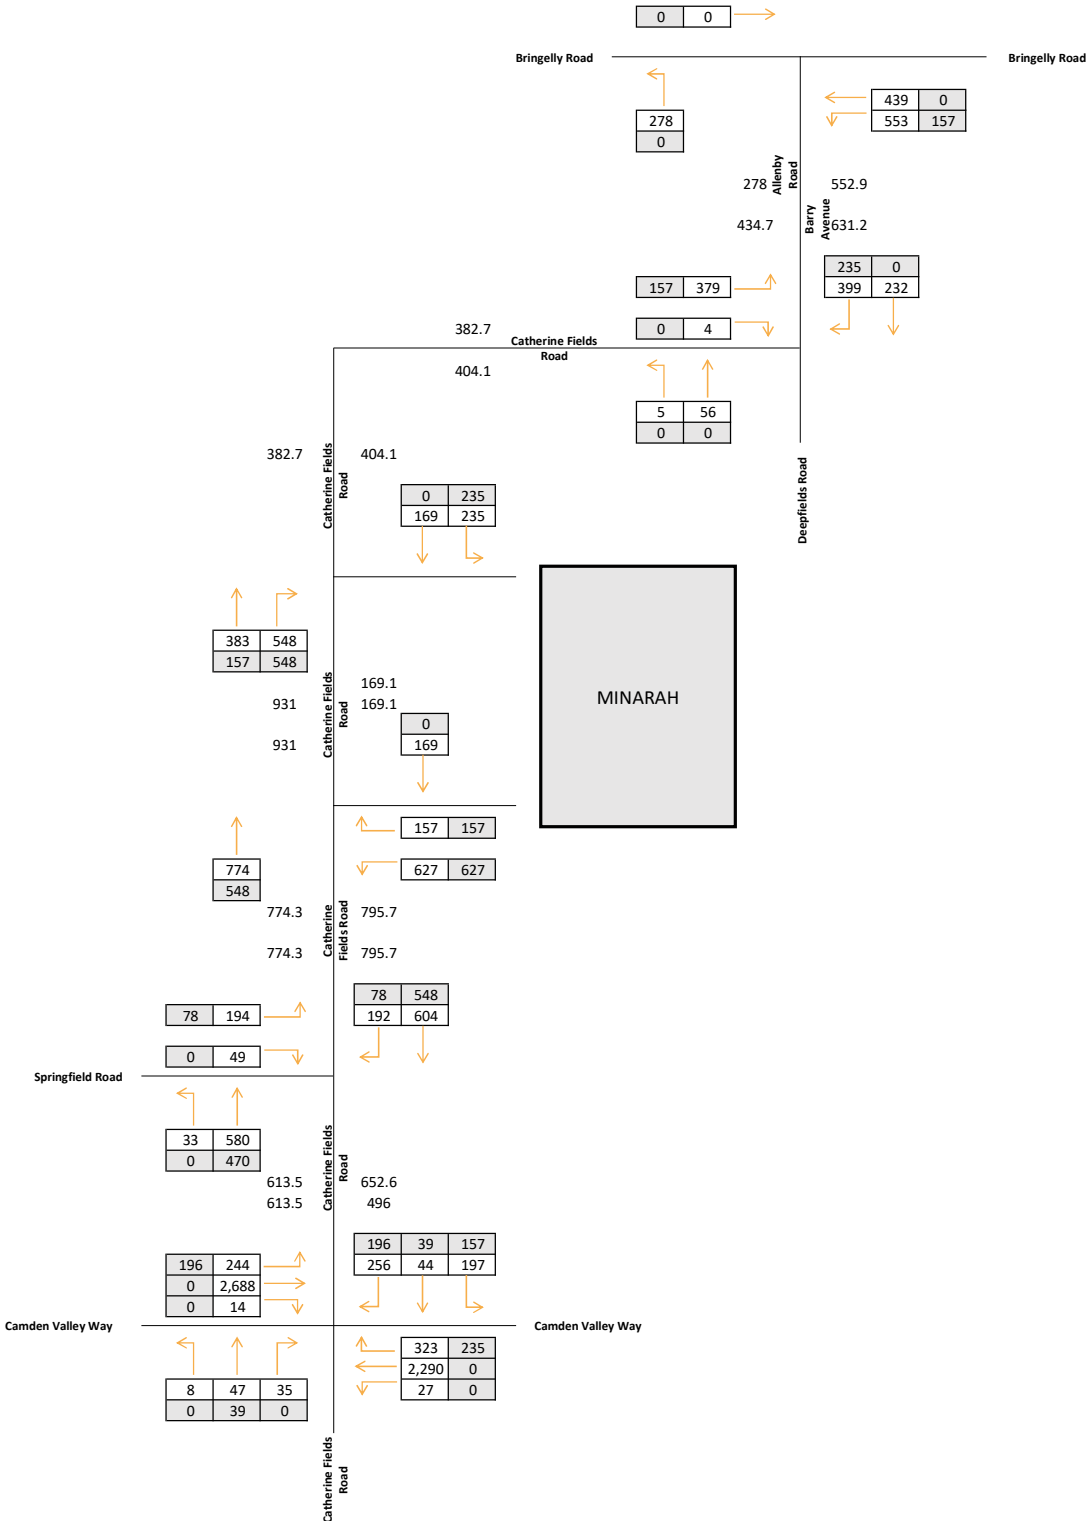 0 0
Bringelly Road
Bringelly Road
439 0
278
553 157
0
Allenby
Road
278
552.9
Barry
Avenue
434.7
631.2
235 0
157 379
399 232
382.7
0 4
Catherine Fields
Road
404.1
5 56
0 0
Catherine Fields
Road
382.7
404.1
Deepfields Road
0 235
169 235
383 548
157 548
Catherine Fields
Road
169.1
931
169.1
MINARAH
0
931
169
157 157
774
627 627
548
Catherine
Fields Road
774.3
795.7
774.3
795.7
78 548
78 194
192 604
0 49
Springfield Road
33 580
0 470
Catherine Fields
Road
613.5
652.6
613.5
496
196 39 157
196 244
256 44 197
0 2,688
0 14
Camden Valley Way
Camden Valley Way
323 235
2,290 0
8 47 35
27 0
0 39 0
Catherine Fields
Road